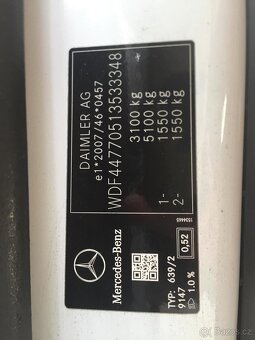 DAIMLER AG
e1*2007/46*0457
WDF44770513533348
3100 kg
5100 kg
1- 1550 kg
2- 1550 kg
Mercedes-Benz
TYP: 639/2
9147
0,52
1.0 %